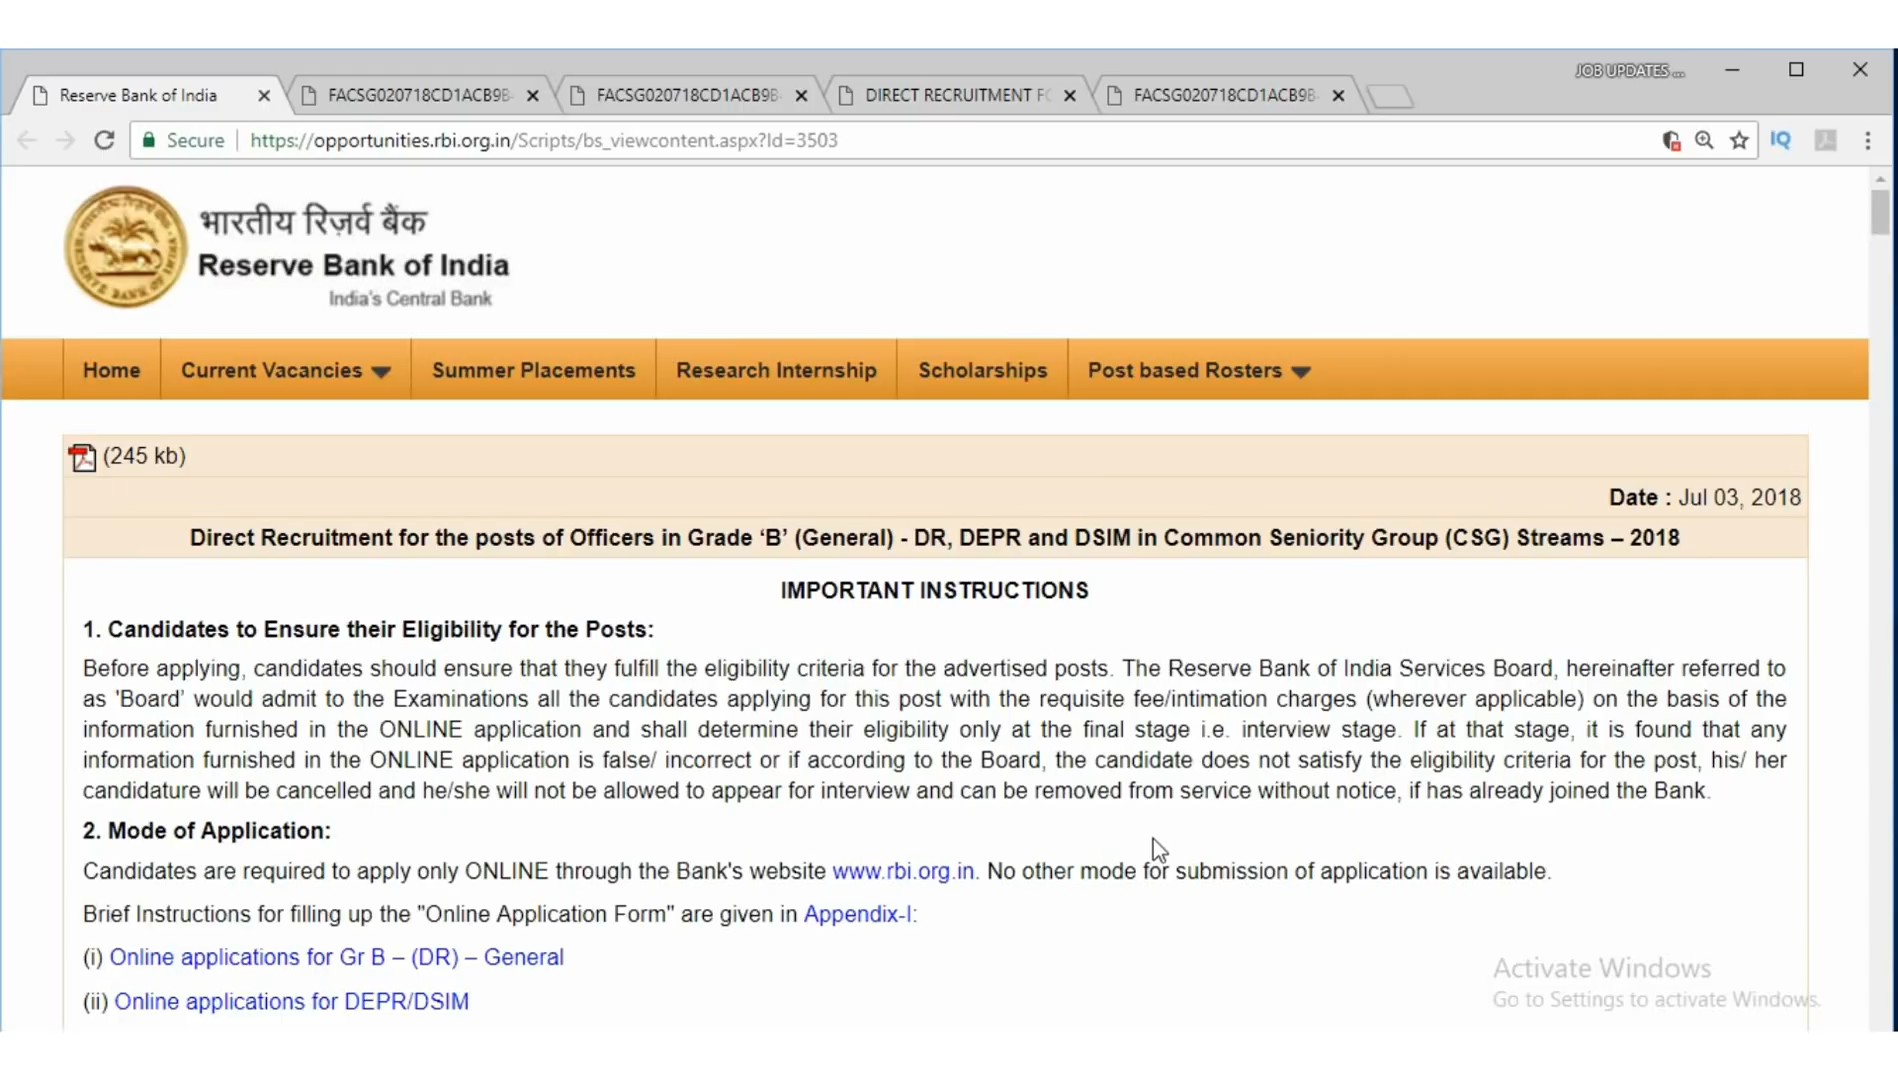 JOB UPDATES ...
Reserve Bank of India
FACSG020718CD1ACB9B
FACSG020718CD1ACB9B
DIRECT RECRUITMENT FO
FACSG020718CD1ACB9B
Secure
https://opportunities.rbi.org.in/Scripts/bs_viewcontent.aspx?Id=3503
IQ
भारतीय रिज़र्व बैंक
Reserve Bank of India
India's Central Bank
Home
Current Vacancies
Summer Placements
Research Internship
Scholarships
Post based Rosters
(245 kb)
Date : Jul 03, 2018
Direct Recruitment for the posts of Officers in Grade ‘B’ (General) - DR, DEPR and DSIM in Common Seniority Group (CSG) Streams – 2018
IMPORTANT INSTRUCTIONS
1. Candidates to Ensure their Eligibility for the Posts:
Before applying, candidates should ensure that they fulfill the eligibility criteria for the advertised posts. The Reserve Bank of India Services Board, hereinafter referred to
as 'Board’ would admit to the Examinations all the candidates applying for this post with the requisite fee/intimation charges (wherever applicable) on the basis of the
information furnished in the ONLINE application and shall determine their eligibility only at the final stage i.e. interview stage. If at that stage, it is found that any
information furnished in the ONLINE application is false/ incorrect or if according to the Board, the candidate does not satisfy the eligibility criteria for the post, his/ her
candidature will be cancelled and he/she will not be allowed to appear for interview and can be removed from service without notice, if has already joined the Bank.
2. Mode of Application:
Candidates are required to apply only ONLINE through the Bank's website www.rbi.org.in. No other mode for submission of application is available.
Brief Instructions for filling up the "Online Application Form" are given in Appendix-I:
(i) Online applications for Gr B – (DR) – General
(ii) Online applications for DEPR/DSIM
Activate Windows
Go to Settings to activate Windows.